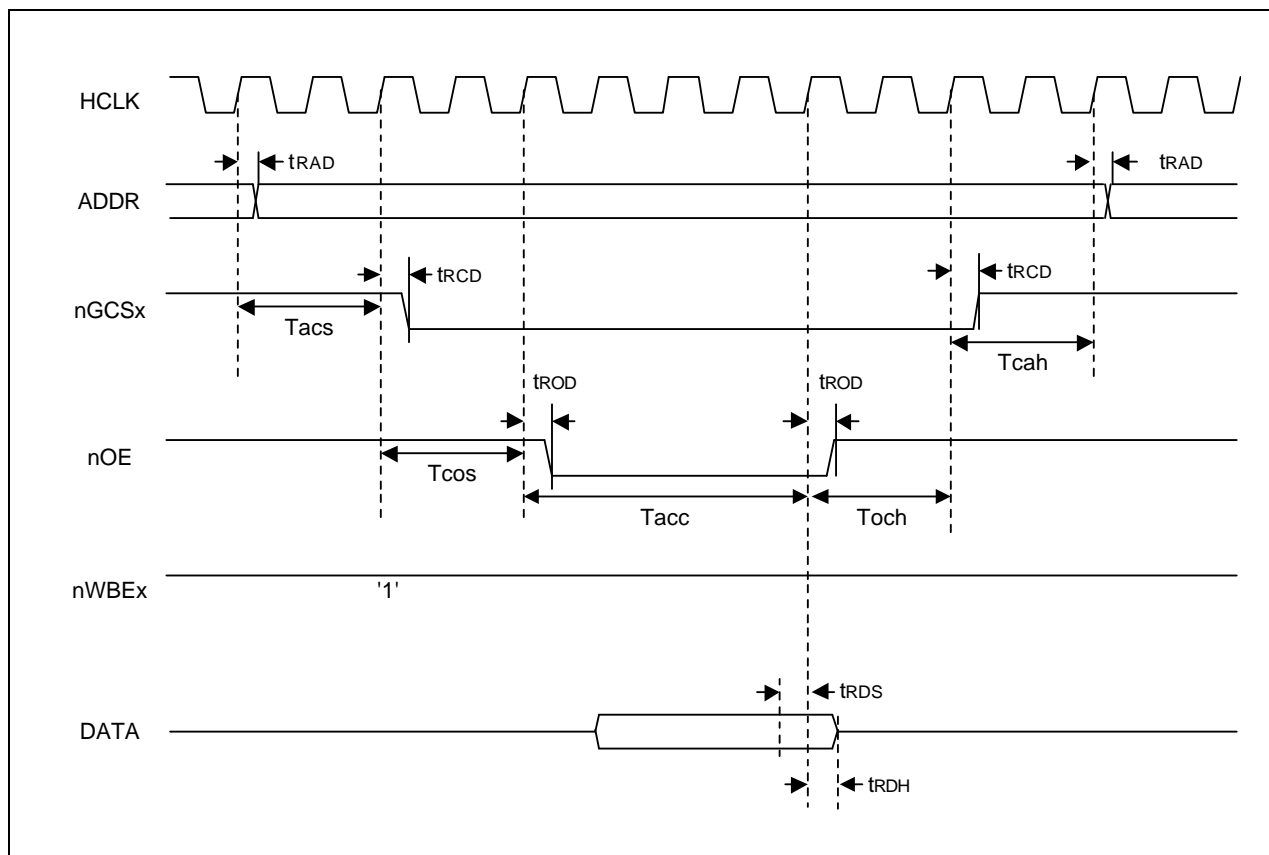 HCLK
tRAD
tRAD
ADDR
tRCD
tRCD
nGCSx
Tacs
Tcah
tROD
tROD
nOE
Tcos
Tacc
Toch
nWBEx
'1'
tRDS
DATA
tRDH